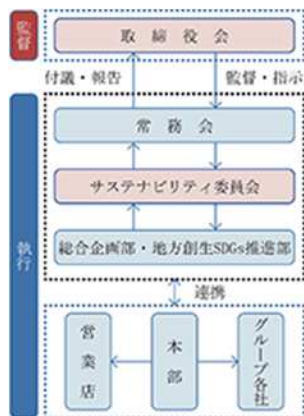 監督
取締役会
付議・報告
監督・指示
常務会
サステナビリティ委員会
執行
総合企画部・地方創生SDGs推進部
連携
営業店
本部
グループ各社